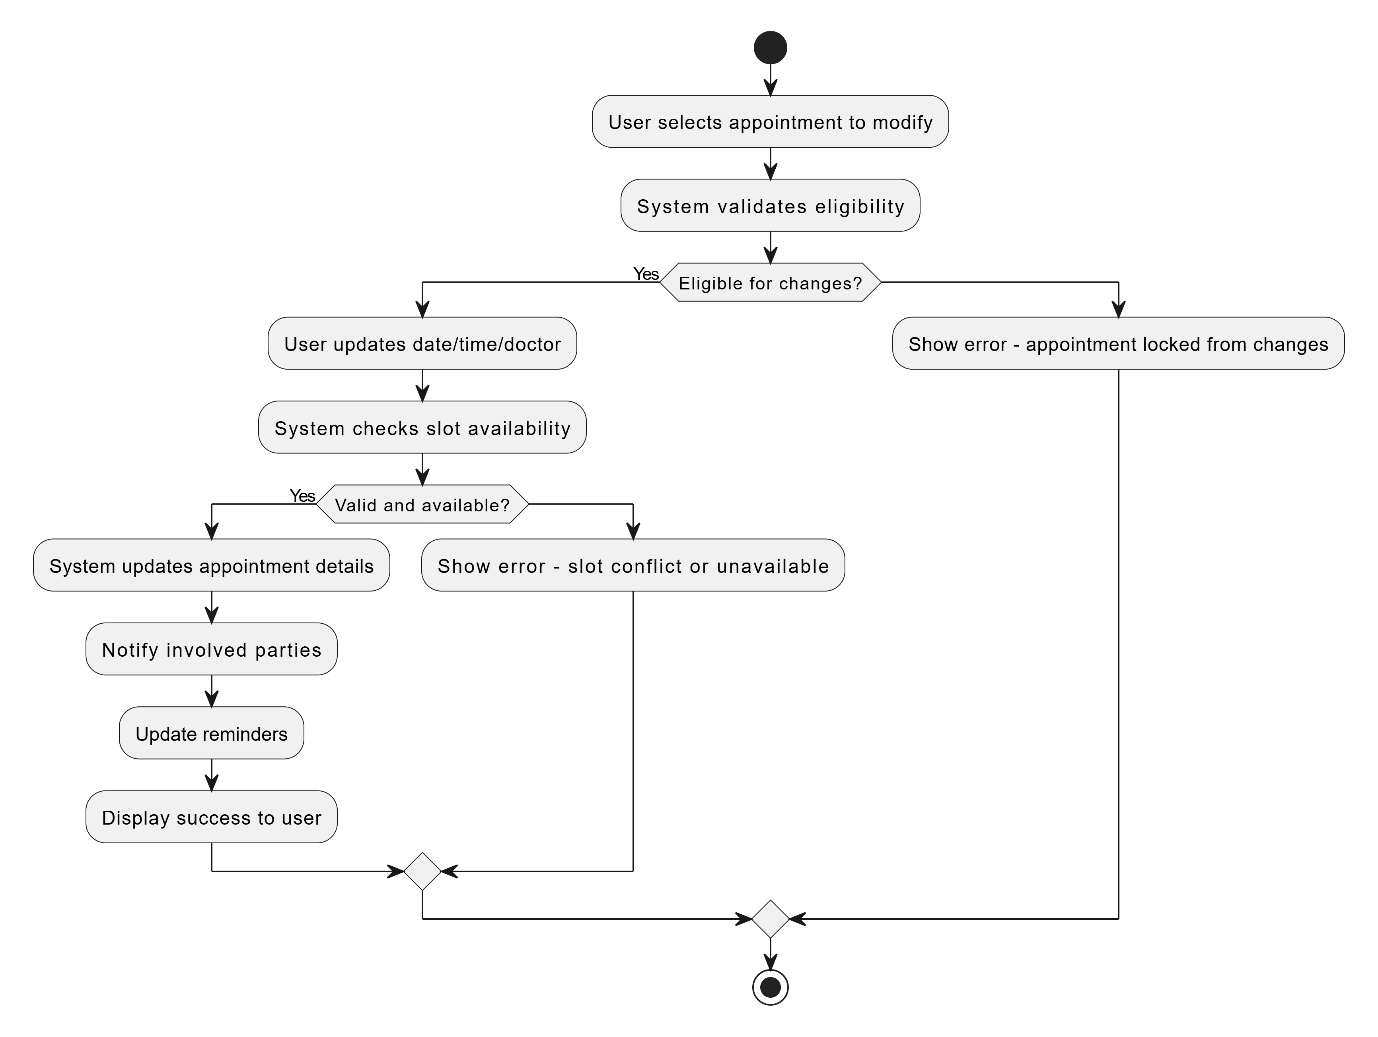 User selects appointment to modify
System validates eligibility
Yes
Eligible for changes?
User updates date/time/doctor
Show error - appointment locked from changes
System checks slot availability
Yes
Valid and available?
System updates appointment details
Show error - slot conflict or unavailable
Notify involved parties
Update reminders
Display success to user